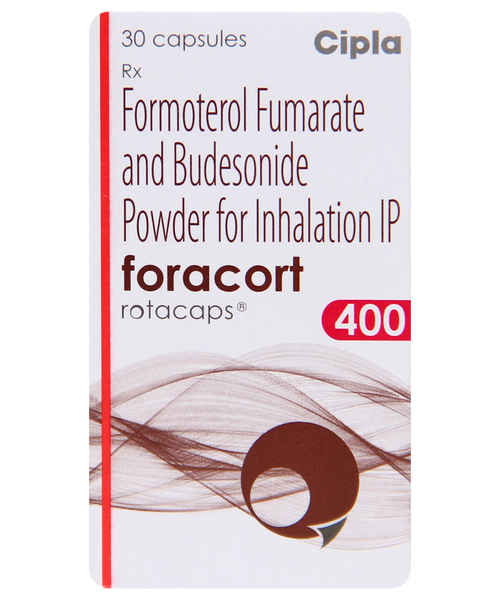 30 capsules
Cipla
Rx
Formoterol Fumarate
and Budesonide
Powder for Inhalation IP
foracort
rotacaps®
400